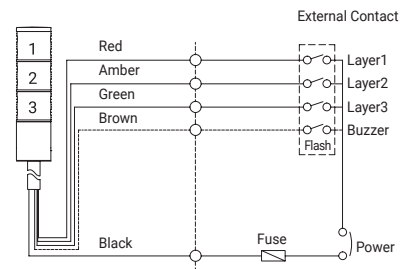 External Contact
1
2
3
Red
Amber
Green
Brown
Black
Layer1
Layer2
Layer3
Buzzer
Flash
Fuse
Power